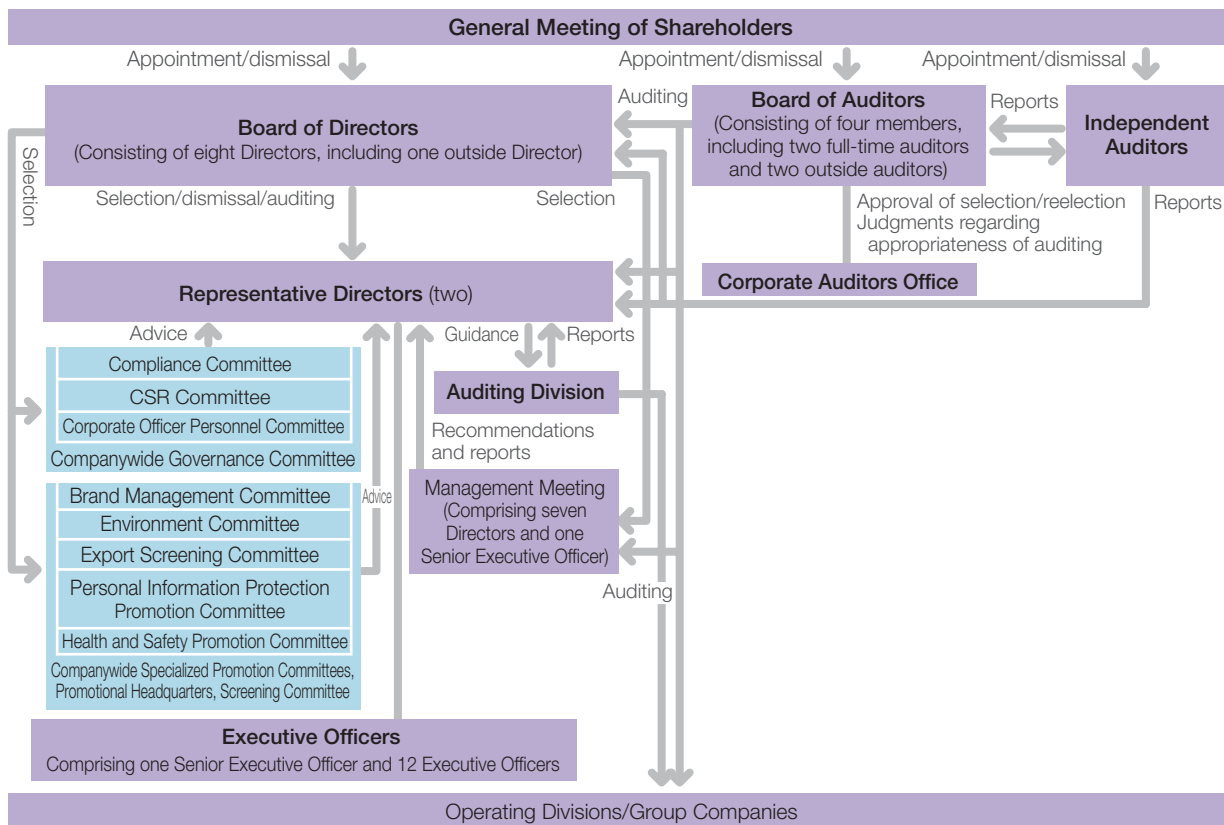 General Meeting of Shareholders
Appointment/dismissal
Appointment/dismissal
Appointment/dismissal
Board of Directors
(Consisting of eight Directors, including one outside Director)
Auditing
Board of Auditors
(Consisting of four members,
including two full-time auditors
and two outside auditors)
Reports
Independent
Auditors
Selection
Selection/dismissal/auditing
Selection
Approval of selection/reelection
Judgments regarding
appropriateness of auditing
Reports
Corporate Auditors Office
Representative Directors (two)
Advice
Guidance
Reports
Compliance Committee
CSR Committee
Corporate Officer Personnel Committee
Companywide Governance Committee
Auditing Division
Recommendations
and reports
Brand Management Committee
Environment Committee
Export Screening Committee
Personal Information Protection
Promotion Committee
Health and Safety Promotion Committee
Companywide Specialized Promotion Committees,
Promotional Headquarters, Screening Committee
Advice
Management Meeting
(Comprising seven
Directors and one
Senior Executive Officer)
Auditing
Executive Officers
Comprising one Senior Executive Officer and 12 Executive Officers
Operating Divisions/Group Companies